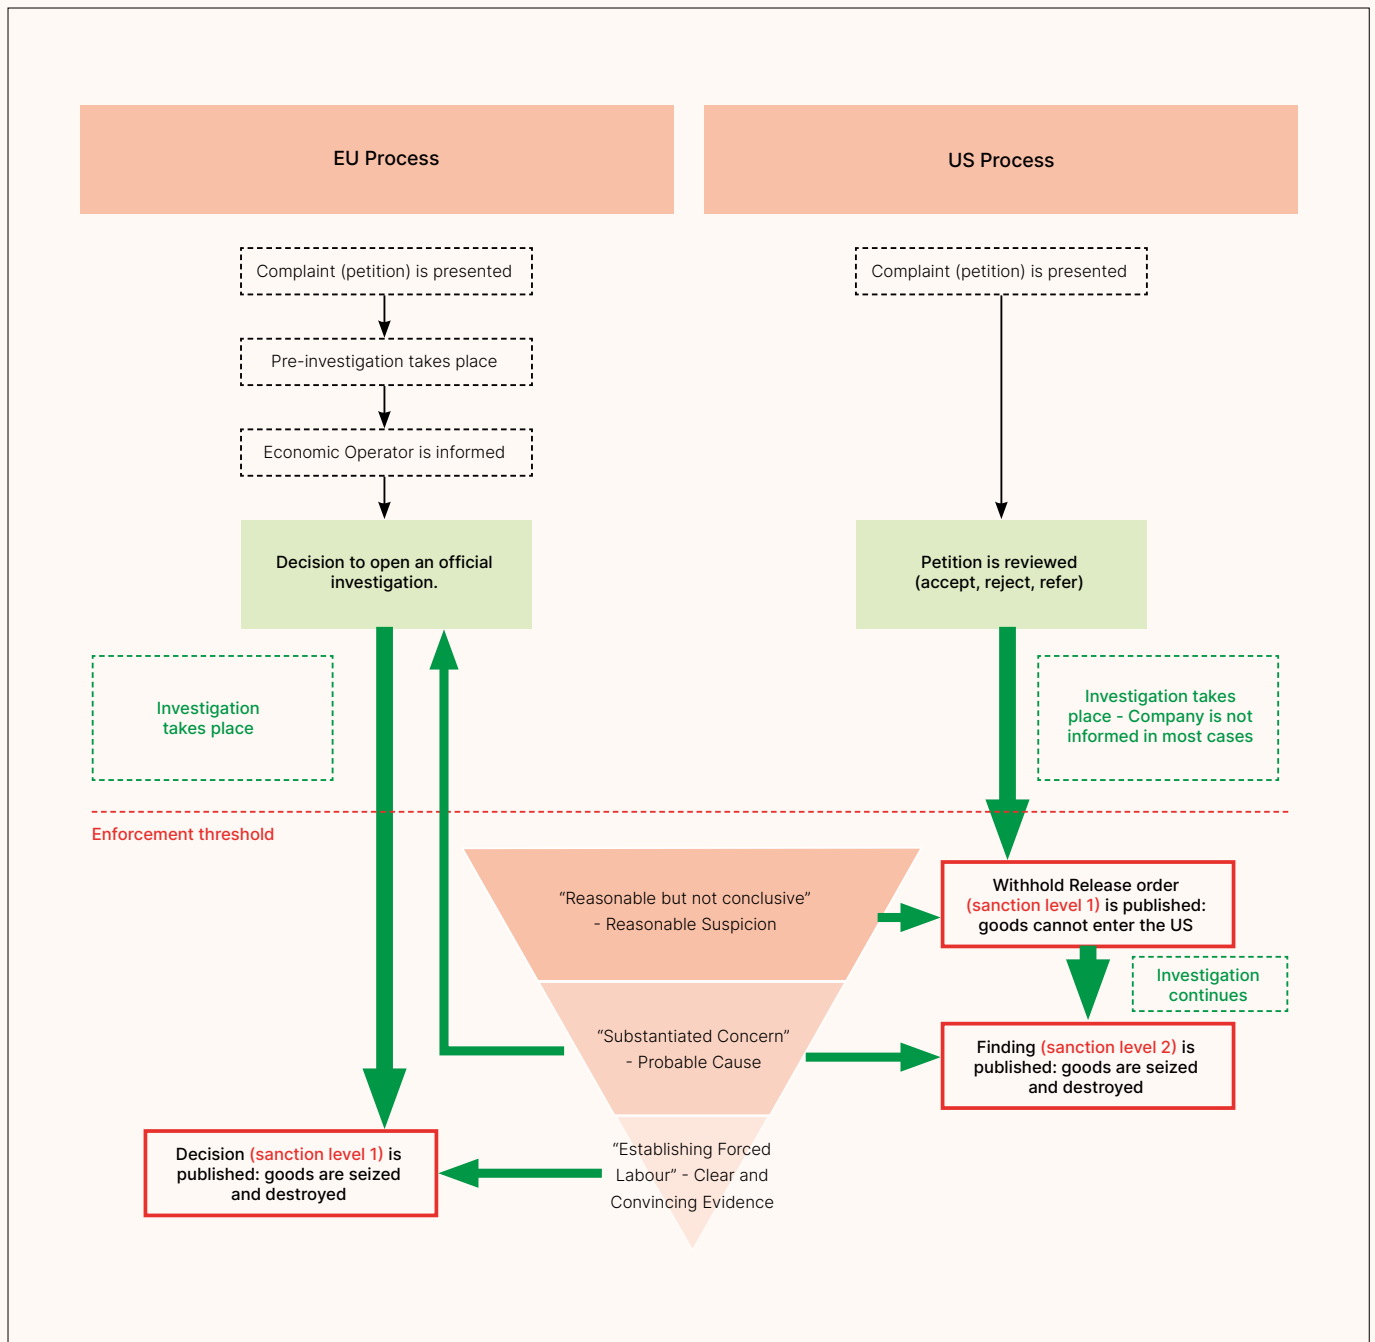 EU Process
US Process
Complaint (petition) is presented
Complaint (petition) is presented
Pre-investigation takes place
Economic Operator is informed
Decision to open an official
investigation.
Petition is reviewed
(accept, reject, refer)
Investigation
takes place
Investigation takes
place - Company is not
informed in most cases
Enforcement threshold
“Reasonable but not conclusive”
- Reasonable Suspicion
Withhold Release order
(sanction level 1) is published:
goods cannot enter the US
Investigation
continues
“Substantiated Concern”
- Probable Cause
Finding (sanction level 2) is
published: goods are seized
and destroyed
Decision (sanction level 1) is
published: goods are seized
and destroyed
“Establishing Forced
Labour” - Clear and
Convincing Evidence